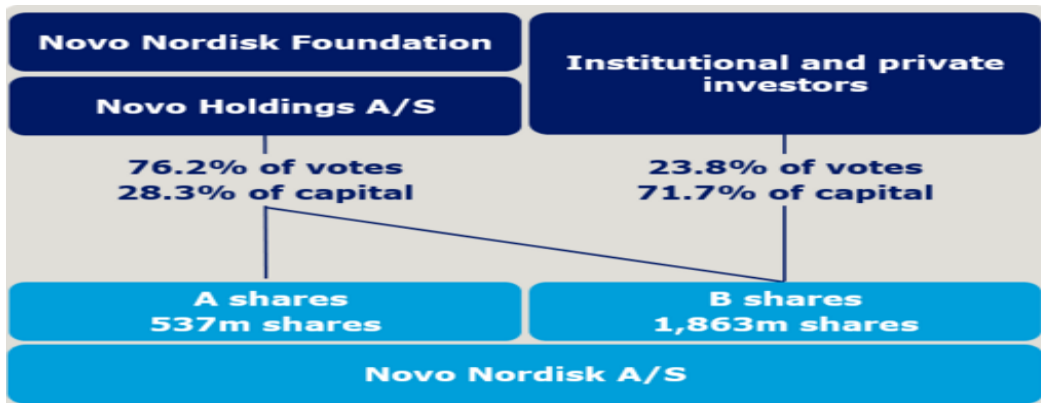 Novo Nordisk Foundation
Novo Holdings A/S
Institutional and private
investors
76.2% of votes
28.3% of capital
23.8% of votes
71.7% of capital
A shares
537m shares
B shares
1,863m shares
Novo Nordisk A/S